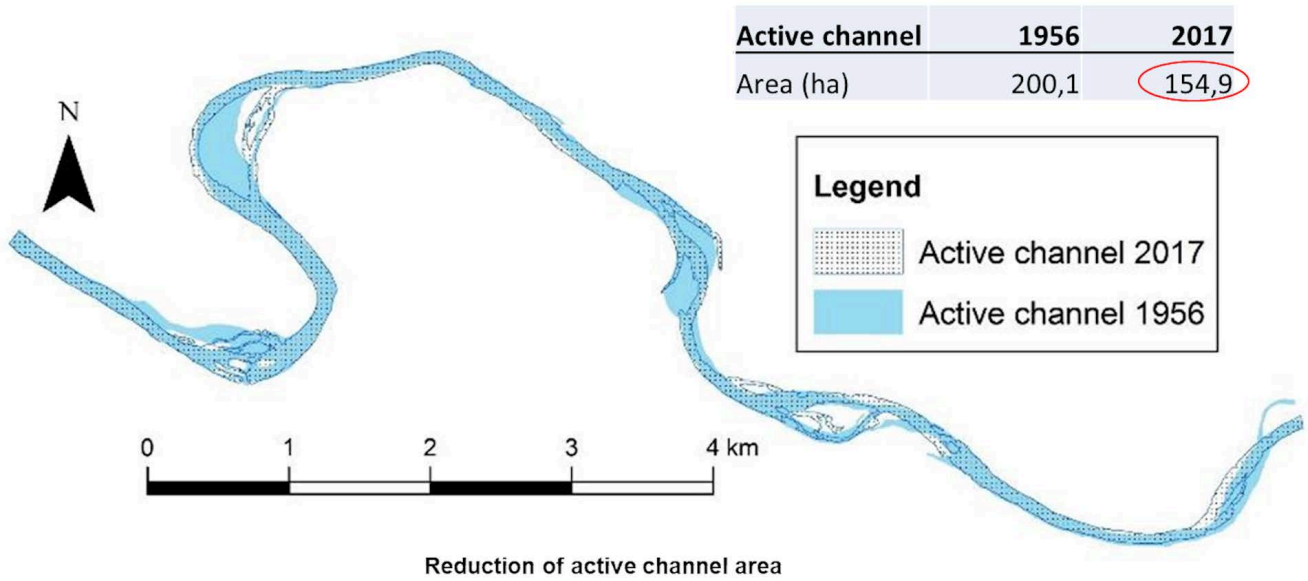 Active channel 1956 2017
Area (ha) 200,1 154,9
N
Legend
Active channel 2017
Active channel 1956
0 1 2 3 4 km
Reduction of active channel area